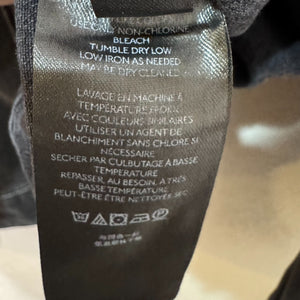 USE ONLY NON-CHLORINE
BLEACH
TUMBLE DRY LOW
LOW IRON AS NEEDED
MAY BE DRY CLEANED
LAVAGE EN MACHINE À
TEMPÉRATURE FROIDE
AVEC COULEURS SIMILAIRES
UTILISER UN AGENT DE
BLANCHIMENT SANS CHLORE SI
NÉCESSAIRE
SECHER PAR CULBUTAGE A BASSE
TEMPÉRATURE
REPASSER, AU BESOIN, À TRÈS
BASSE TEMPÉRATURE
PEUT-ÊTRE ÊTRE NETTOYÉS SEC